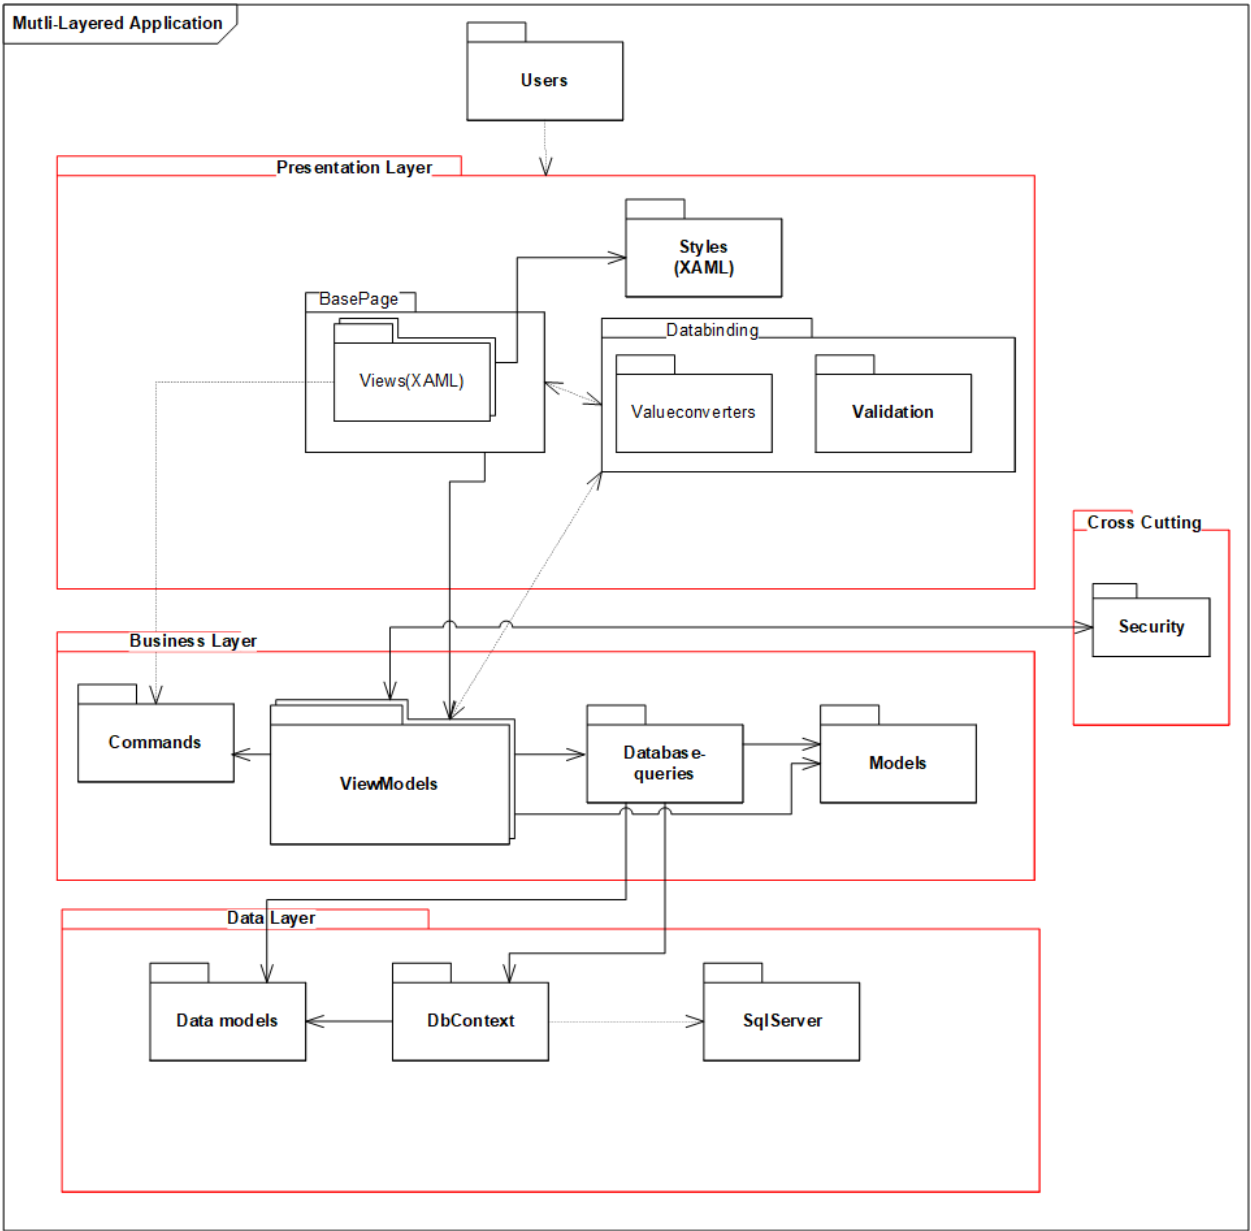 Mutli-Layered Application
Users
Presentation Layer
Styles
(XAML)
BasePage
Views(XAML)
Databinding
Valueconverters
Validation
Cross Cutting
Security
Business Layer
Commands
ViewModels
Database-
queries
Models
Data Layer
Data models
DbContext
SqlServer